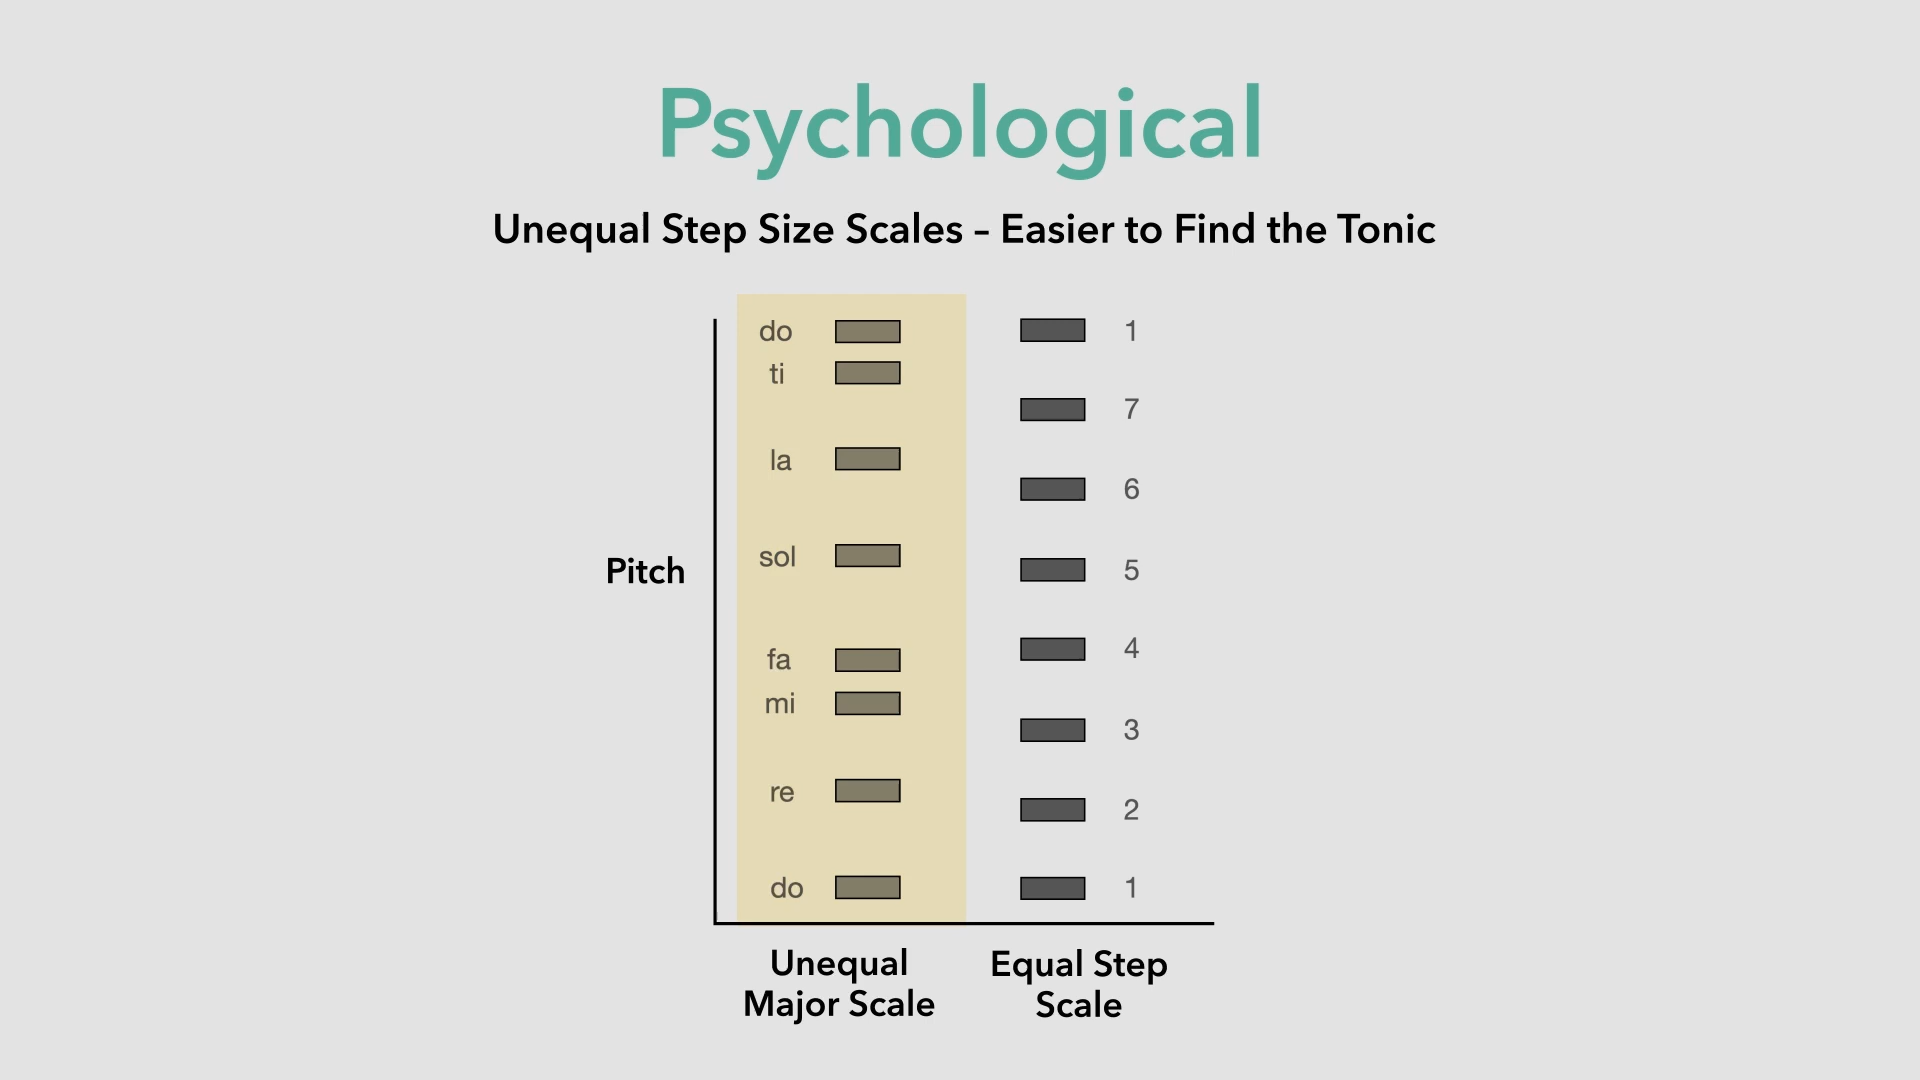 Psychological
Unequal Step Size Scales – Easier to Find the Tonic
do
ti
la
sol
fa
mi
re
do
1
7
6
5
4
3
2
1
Pitch
Unequal
Major Scale
Equal Step
Scale